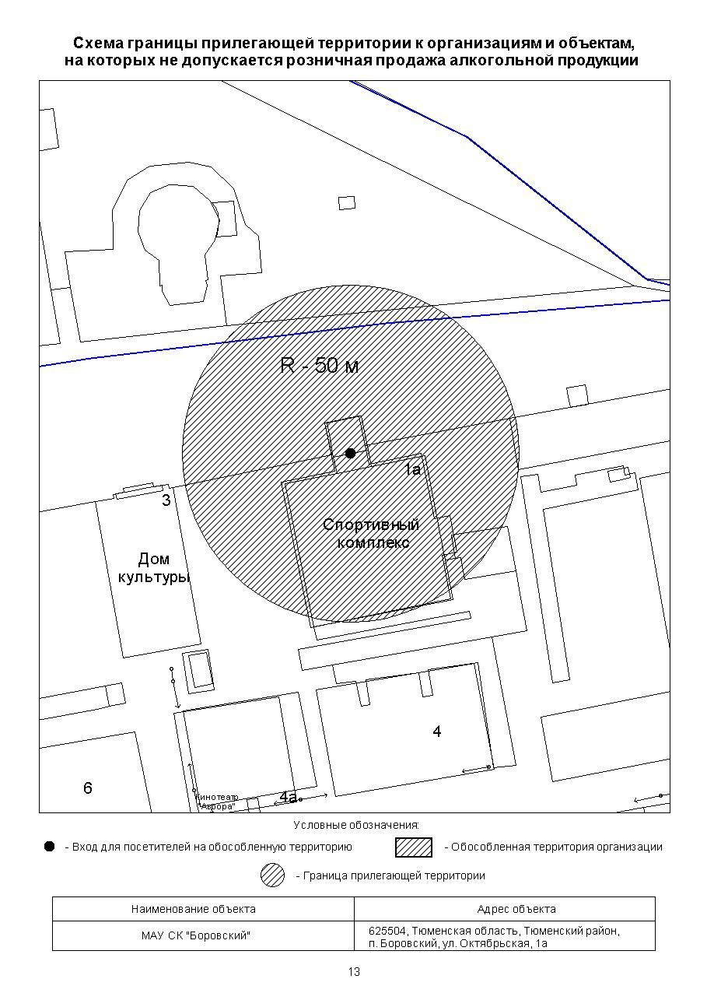 Схема границы прилегающей территории к организациям и объектам,
на которых не допускается розничная продажа алкогольной продукции
R - 50 м
1а
3
Спортивный
комплекс
Дом
культуры
4
6
Кинотеатр
"Аврора"
4а
Условные обозначения:
- Вход для посетителей на обособленную территорию
- Обособленная территория организации
- Граница прилегающей территории
Наименование объекта
Адрес объекта
МАУ СК "Боровский"
625504, Тюменская область, Тюменский район,
п. Боровский, ул. Октябрьская, 1а
13